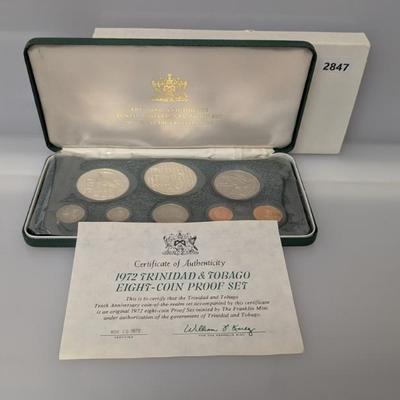 2847
Certificate of Authenticity
1972 TRINIDAD & TOBAGO
EIGHT-COIN PROOF SET
This is to certify that the Trinidad and Tobago
Tenth Anniversary coin-of-the-realm set accompanied by this certificate
is an original 1972 eight-coin Proof Set minted by The Franklin Mint
under authorization of the government of Trinidad and Tobago.